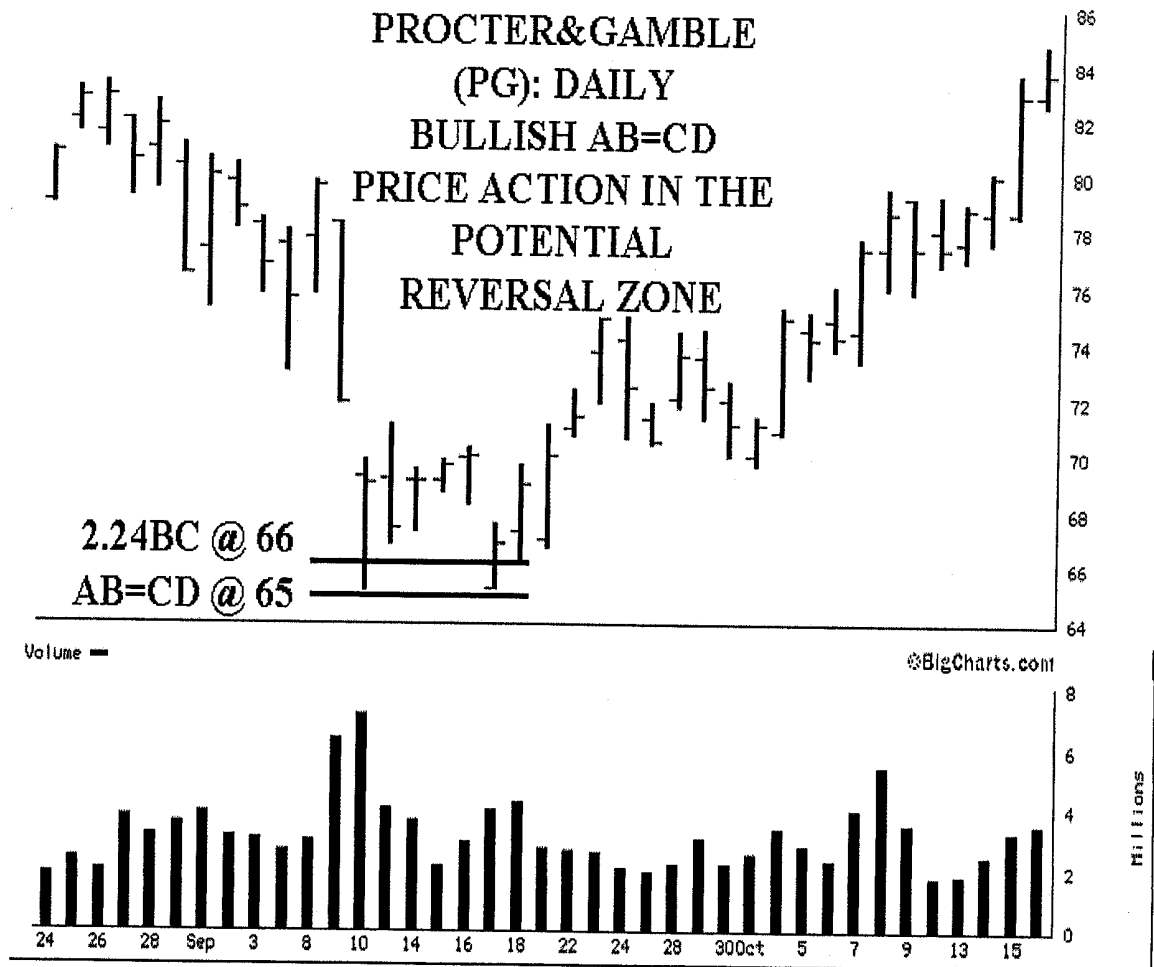 PROCTER&GAMBLE
(PG): DAILY
BULLISH AB=CD
PRICE ACTION IN THE
POTENTIAL
REVERSAL ZONE
86
84
82
80
78
76
74
72
70
68
66
64
2.24BC @ 66
AB=CD @ 65
Volume
©BigCharts.com
8
6
4
2
0
Millions
24 26 28 Sep 3 8 10 14 16 18 22 24 28 30Oct 5 7 9 13 15